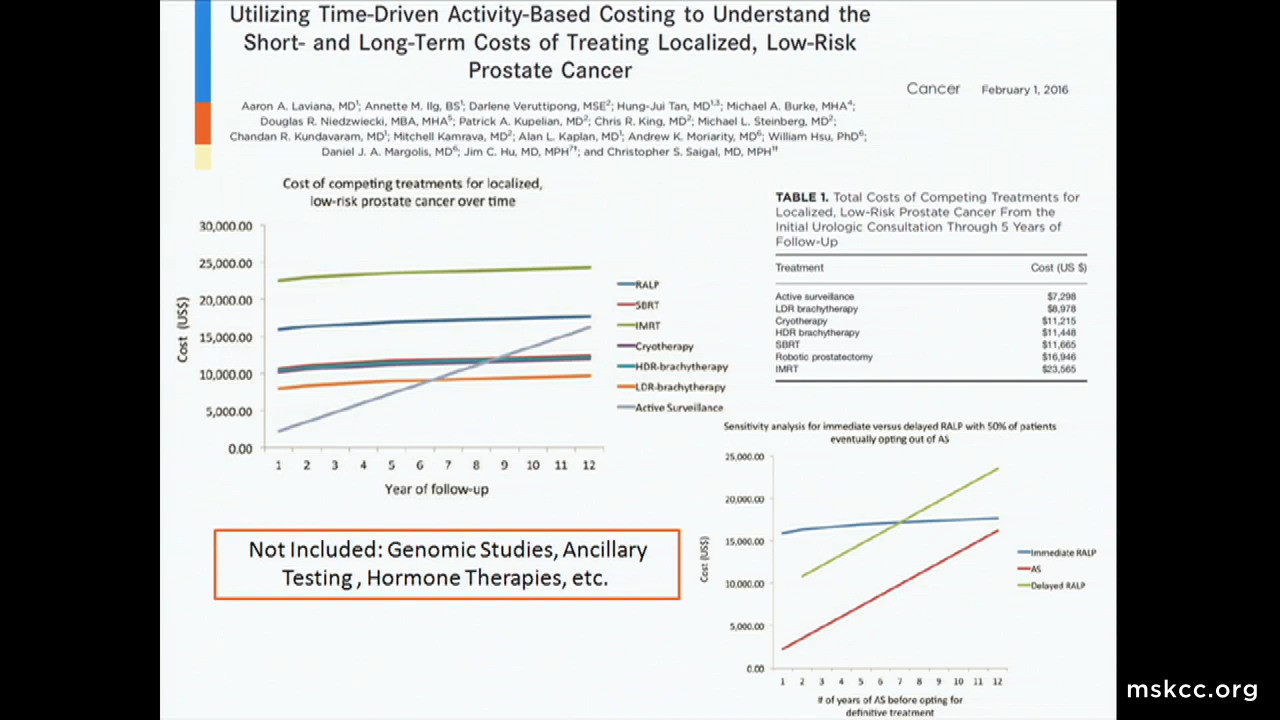 Utilizing Time-Driven Activity-Based Costing to Understand the
Short- and Long-Term Costs of Treating Localized, Low-Risk
Prostate Cancer
Cancer February 1, 2016
Aaron A. Laviana, MD¹; Annette M. Ilg, BS¹; Darlene Veruttipong, MSE²; Hung-Jui Tan, MD¹,³; Michael A. Burke, MHA⁴;
Douglas R. Niedzwiecki, MBA, MHA⁵; Patrick A. Kupelian, MD²; Chris R. King, MD²; Michael L. Steinberg, MD²;
Chandan R. Kundavaram, MD¹; Mitchell Kamrava, MD²; Alan L. Kaplan, MD¹; Andrew K. Moriarity, MD⁶; William Hsu, PhD⁶;
Daniel J. A. Margolis, MD⁶; Jim C. Hu, MD, MPH⁷†; and Christopher S. Saigal, MD, MPH¹†
Cost of competing treatments for localized,
low-risk prostate cancer over time
30,000.00
25,000.00
20,000.00
15,000.00
10,000.00
5,000.00
0.00
Cost (US$)
1 2 3 4 5 6 7 8 9 10 11 12
Year of follow-up
RALP
SBRT
IMRT
Cryotherapy
HDR-brachytherapy
LDR-brachytherapy
Active Surveillance
TABLE 1. Total Costs of Competing Treatments for
Localized, Low-Risk Prostate Cancer From the
Initial Urologic Consultation Through 5 Years of
Follow-Up
Treatment Cost (US $)
Active surveillance $7,298
LDR brachytherapy $8,978
Cryotherapy $11,215
HDR brachytherapy $11,448
SBRT $11,665
Robotic prostatectomy $16,946
IMRT $23,565
Not Included: Genomic Studies, Ancillary
Testing , Hormone Therapies, etc.
Sensitivity analysis for immediate versus delayed RALP with 50% of patients
eventually opting out of AS
25,000.00
20,000.00
15,000.00
10,000.00
5,000.00
0.00
Cost (US$)
1 2 3 4 5 6 7 8 9 10 11 12
# of years of AS before opting for
definitive treatment
Immediate RALP
AS
Delayed RALP
mskcc.org